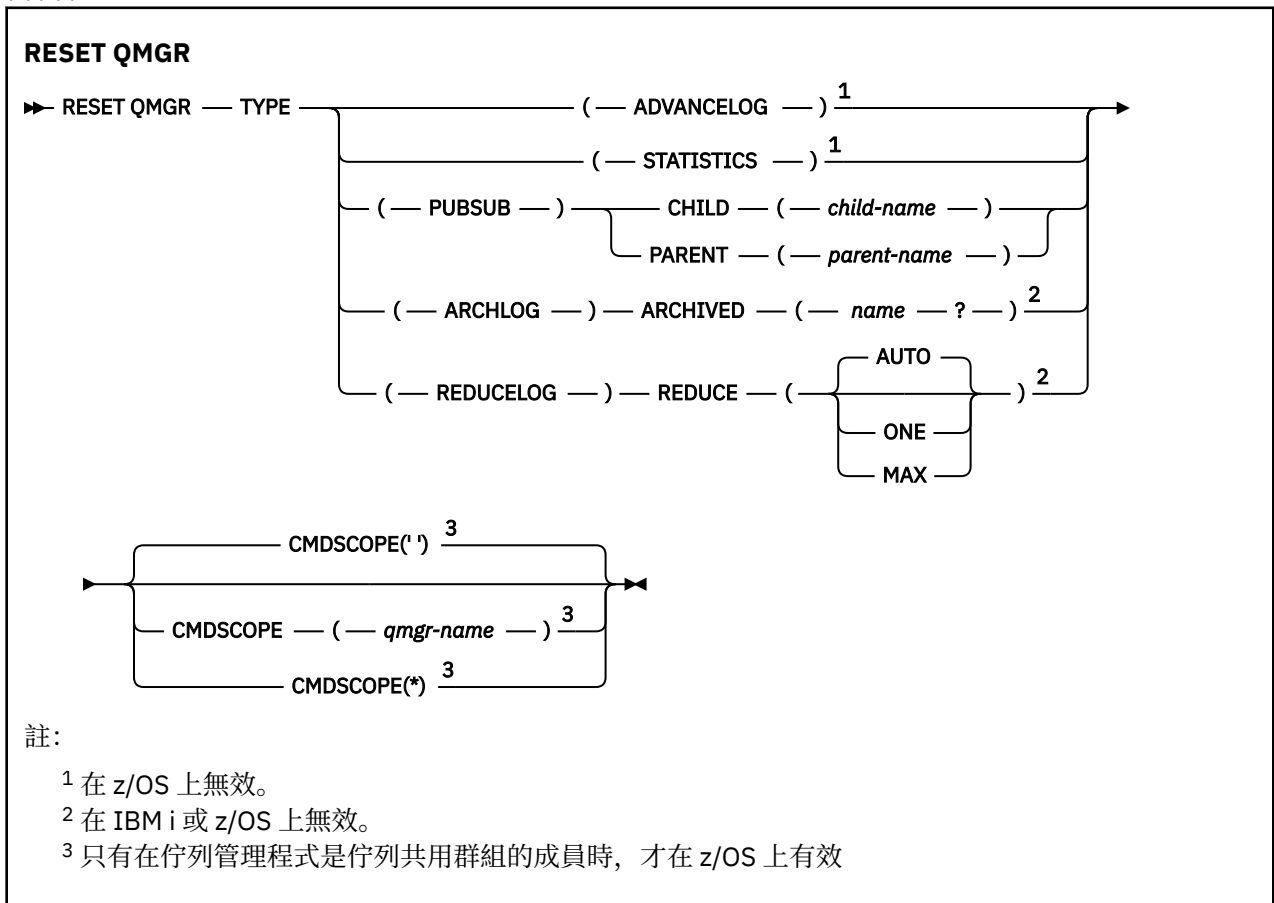 RESET QMGR
RESET QMGR — TYPE ( — ADVANCELOG — ) 1
( — STATISTICS — ) 1
( — PUBSUB — ) CHILD — ( — child-name — )
PARENT — ( — parent-name — )
( — ARCHLOG — ) — ARCHIVED — ( — name — ? — ) 2
AUTO
( — REDUCELOG — ) — REDUCE — ( — ) 2
ONE
MAX
CMDSCOPE(' ') 3
CMDSCOPE — ( — qmgr-name — ) 3
CMDSCOPE(*) 3
註：
1 在 z/OS 上無效。
2 在 IBM i 或 z/OS 上無效。
3 只有在佇列管理程式是佇列共用群組的成員時，才在 z/OS 上有效